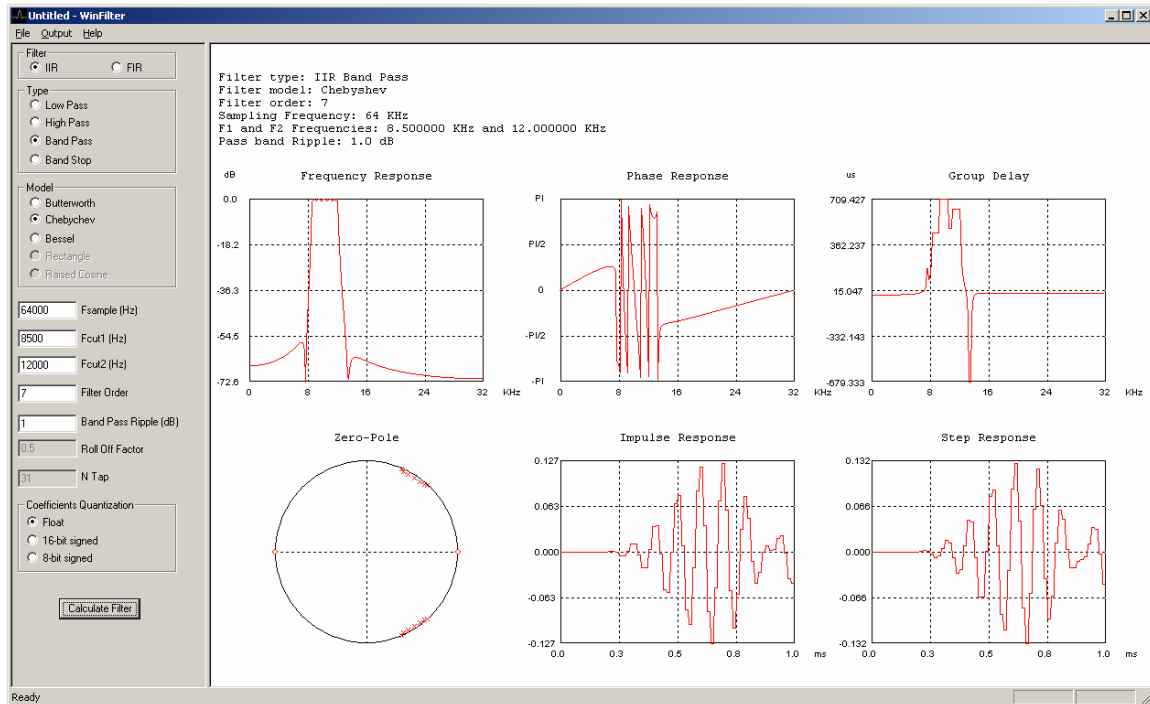 Untitled - WinFilter
File Output Help
Filter
IIR FIR
Type
Low Pass
High Pass
Band Pass
Band Stop
Model
Butterworth
Chebychev
Bessel
Rectangle
Raised Cosine
64000 Fsample (Hz)
8500 Fcut1 (Hz)
12000 Fcut2 (Hz)
7 Filter Order
1 Band Pass Ripple (dB)
0.5 Roll Off Factor
31 N Tap
Coefficients Quantization
Float
16-bit signed
8-bit signed
Calculate Filter
Filter type: IIR Band Pass
Filter model: Chebyshev
Filter order: 7
Sampling Frequency: 64 KHz
F1 and F2 Frequencies: 8.500000 KHz and 12.000000 KHz
Pass band Ripple: 1.0 dB
dB Frequency Response
0.0
-18.2
-36.3
-54.5
-72.6
0 8 16 24 32 KHz
Phase Response
PI
PI/2
0
-PI/2
-PI
0 8 16 24 32 KHz
us Group Delay
709.427
362.237
15.047
-332.143
-679.333
0 8 16 24 32 KHz
Zero-Pole
Impulse Response
0.127
0.063
0.000
-0.063
-0.127
0.0 0.3 0.5 0.8 1.0 ms
Step Response
0.132
0.066
0.000
-0.066
-0.132
0.0 0.3 0.5 0.8 1.0 ms
Ready